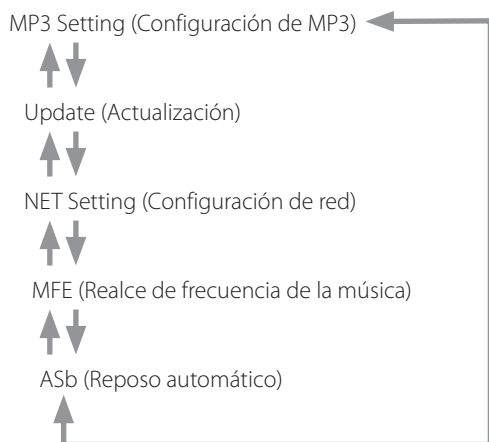 MP3 Setting (Configuración de MP3)
Update (Actualización)
NET Setting (Configuración de red)
MFE (Realce de frecuencia de la música)
ASb (Reposo automático)